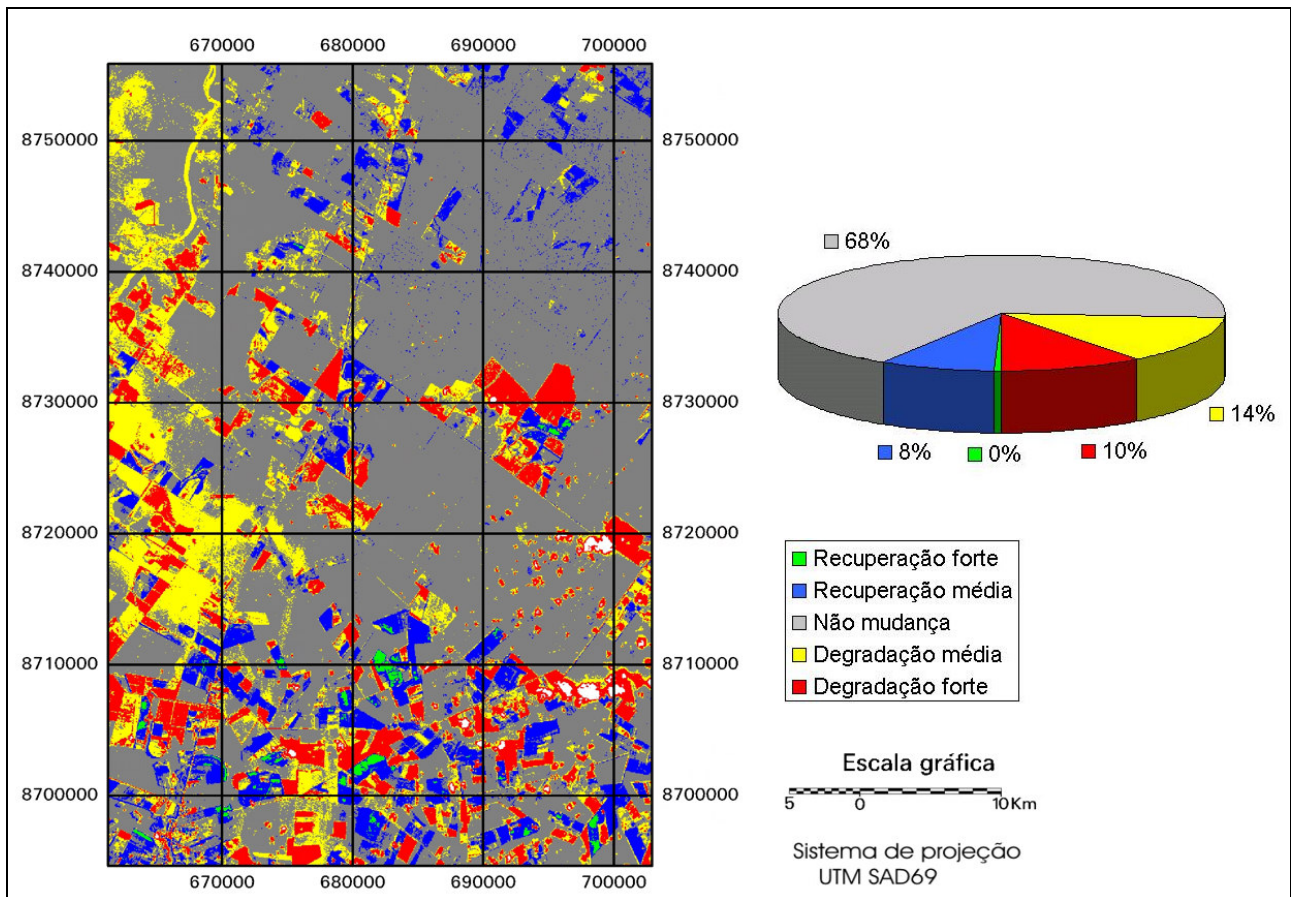 670000 680000 690000 700000
8750000 8750000
8740000 8740000
8730000 8730000
8720000 8720000
8710000 8710000
8700000 8700000
670000 680000 690000 700000
68%
14%
8% 0% 10%
Recuperação forte
Recuperação média
Não mudança
Degradação média
Degradação forte
Escala gráfica
5 0 10 Km
Sistema de projeção
UTM SAD69